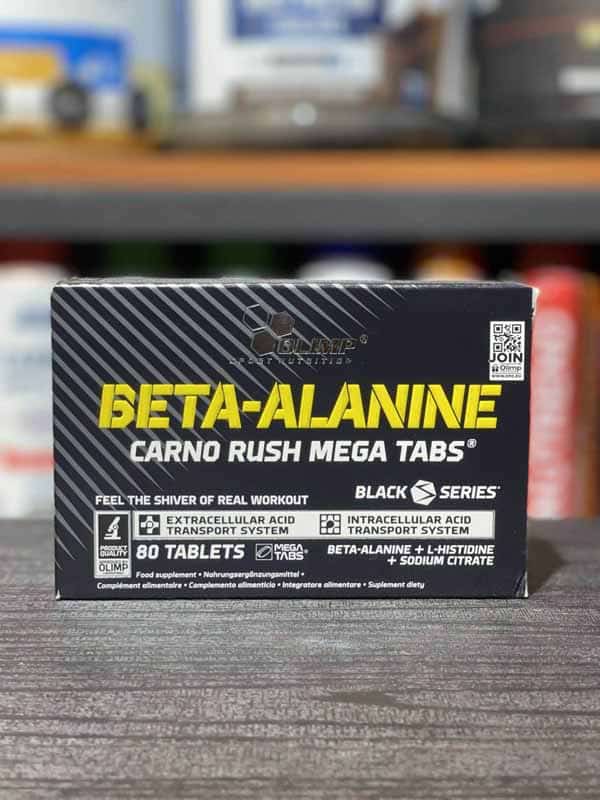 OLIMP®
SPORT NUTRITION
JOIN
Olimp
BETA-ALANINE
CARNO RUSH MEGA TABS®
BLACK SERIES
FEEL THE SHIVER OF REAL WORKOUT
EXTRACELLULAR ACID
TRANSPORT SYSTEM
INTRACELLULAR ACID
TRANSPORT SYSTEM
PRODUCT
QUALITY
OLIMP
80 TABLETS
MEGA
TABS®
BETA-ALANINE + L-HISTIDINE
+ SODIUM CITRATE
Food supplement • Nahrungsergänzungsmittel •
Complément alimentaire • Complemento alimenticio • Integratore alimentare • Suplement diety